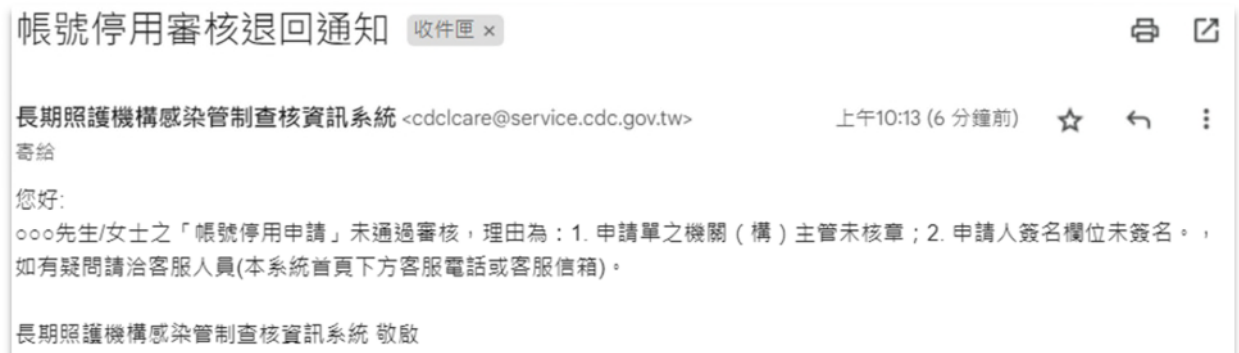 帳號停用審核退回通知 收件匣 ×
長期照護機構感染管制查核資訊系統 <cdclcare@service.cdc.gov.tw> 上午10:13 (6 分鐘前)
寄給
您好:
○○○先生/女士之「帳號停用申請」未通過審核，理由為：1. 申請單之機關（構）主管未核章；2. 申請人簽名欄位未簽名。，
如有疑問請洽客服人員(本系統首頁下方客服電話或客服信箱)。
長期照護機構感染管制查核資訊系統 敬啟